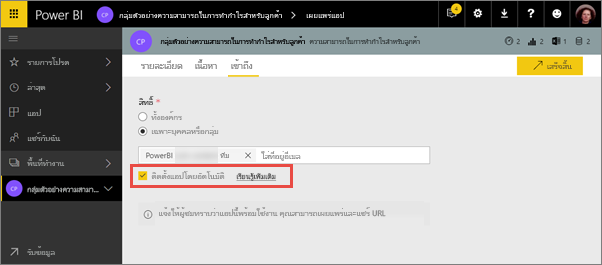 Power BI กลุ่มตัวอย่างความสามารถในการทำกำไรสำหรับลูกค้า > เผยแพร่แอป 4
CP กลุ่มตัวอย่างความสามารถในการทำกำไรสำหรับลูกค้า ความสามารถในการทำกำไรสำหรับลูกค้า 2 2 1 2
รายการโปรด
รายละเอียด เนื้อหา เข้าถึง เสร็จสิ้น
ล่าสุด
สิทธิ์ *
แอป
ทั้งองค์กร
แชร์กับฉัน
เฉพาะบุคคลหรือกลุ่ม
พื้นที่ทำงาน
PowerBI ทีม × ใส่ที่อยู่อีเมล
CP กลุ่มตัวอย่างความสามา...
ติดตั้งแอปโดยอัตโนมัติ เรียนรู้เพิ่มเติม
แจ้งให้ผู้ชมทราบว่าแอปนี้พร้อมใช้งาน คุณสามารถเผยแพร่และแชร์ URL
รับข้อมูล